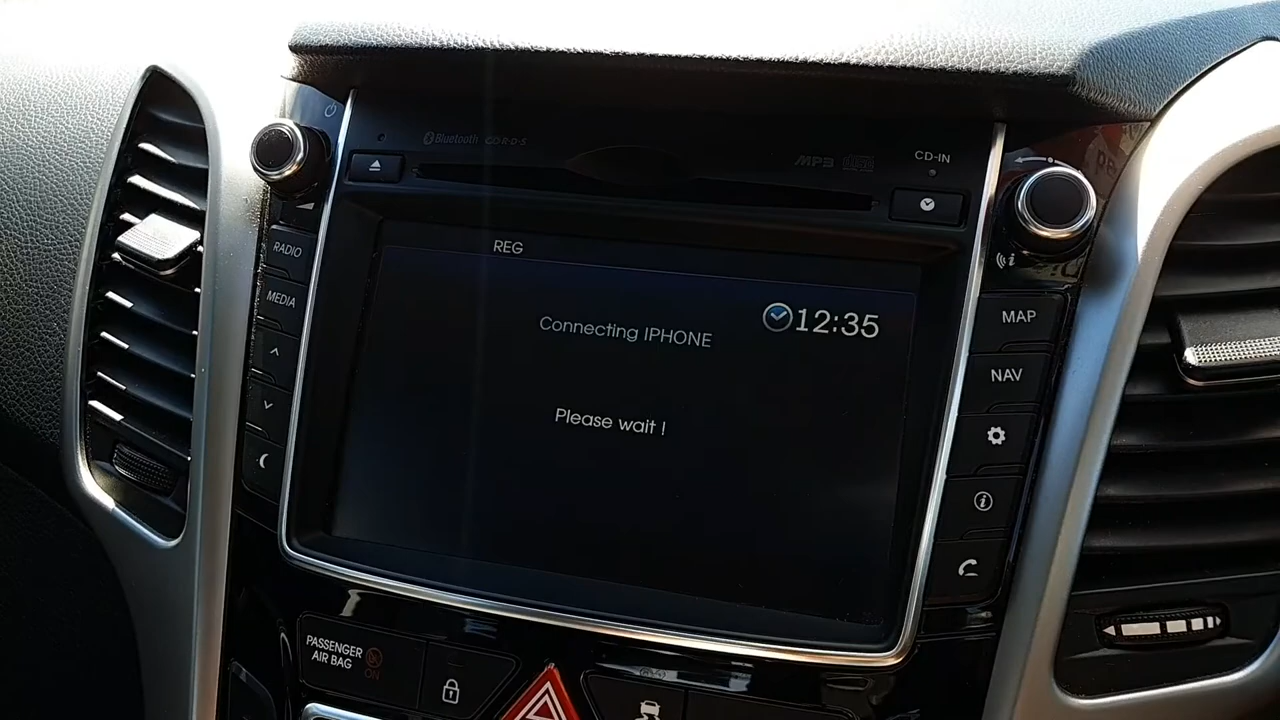 Bluetooth CD·R·D·S
MP3
CD-IN
RADIO
MEDIA
REG
12:35
Connecting IPHONE
Please wait !
MAP
NAV
PASSENGER
AIR BAG
ON